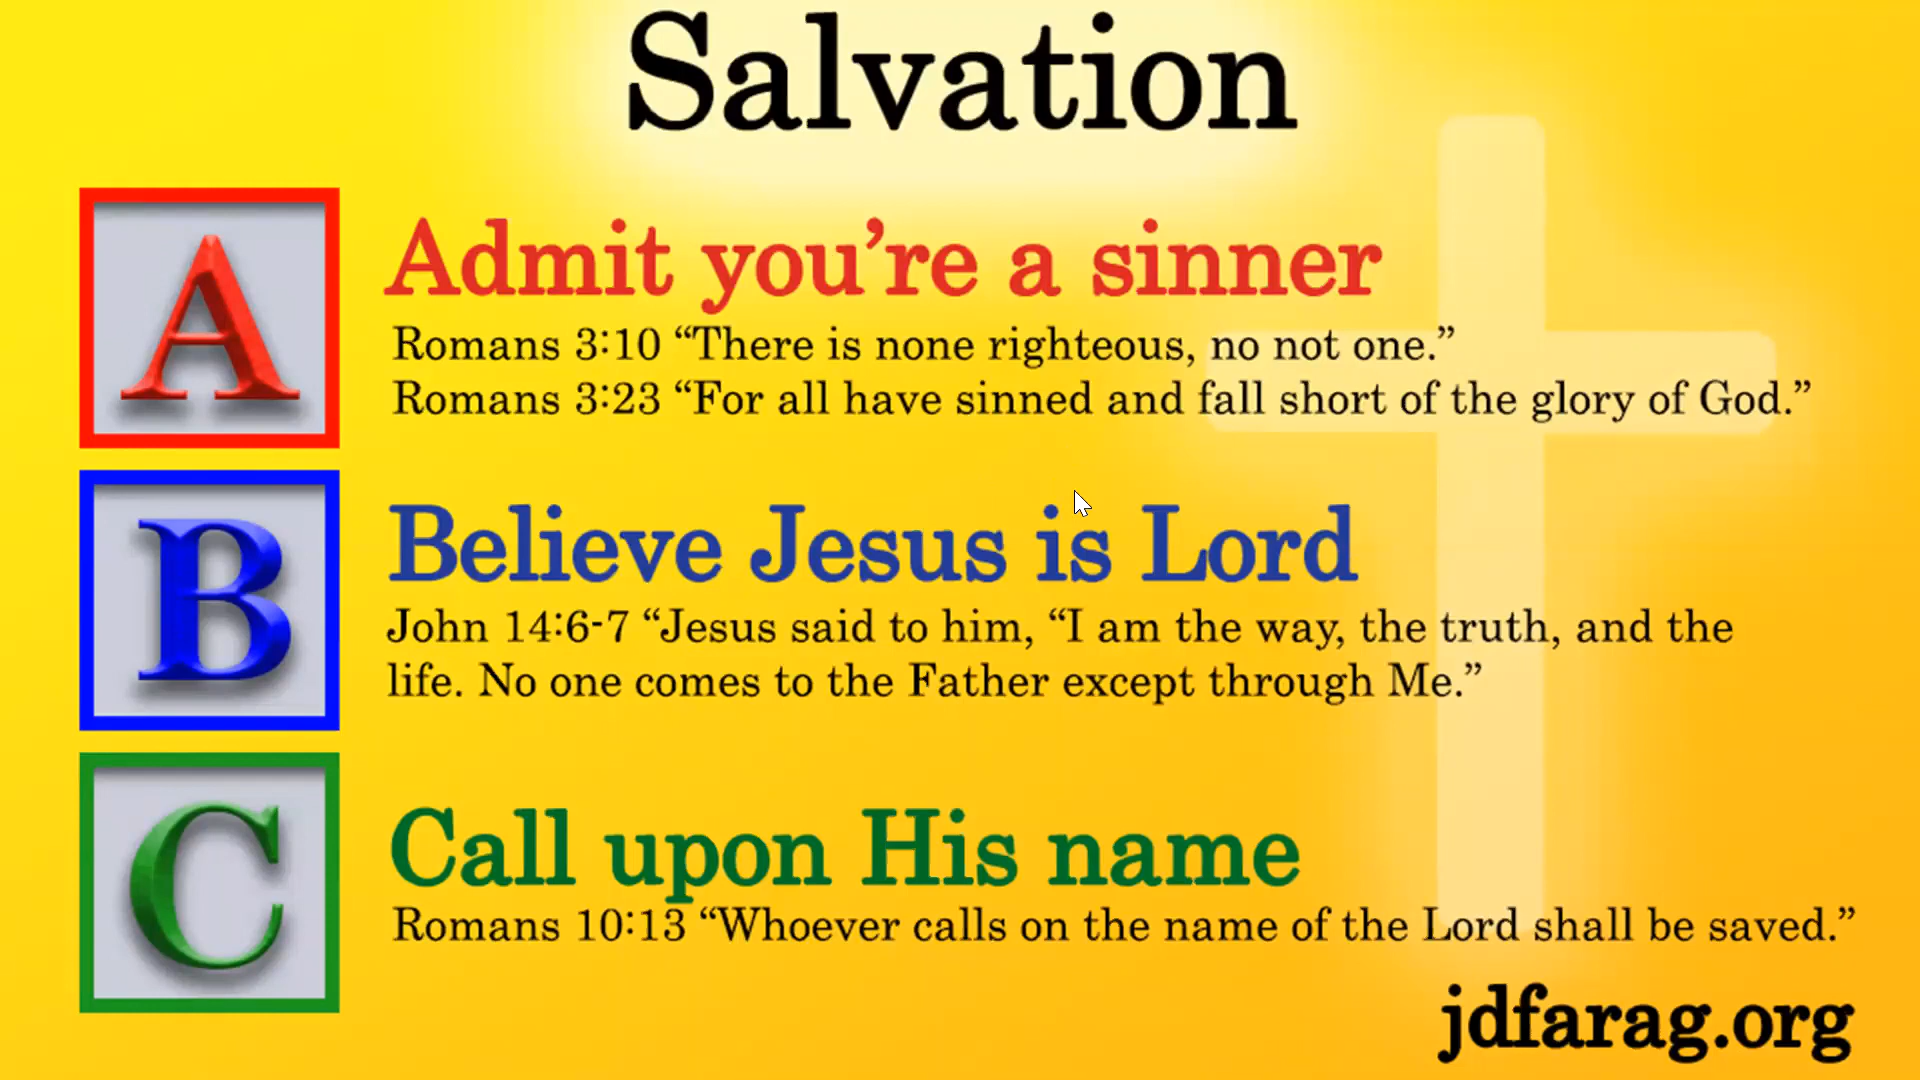 Salvation
A
Admit you’re a sinner
Romans 3:10 “There is none righteous, no not one.”
Romans 3:23 “For all have sinned and fall short of the glory of God.”
B
Believe Jesus is Lord
John 14:6-7 “Jesus said to him, “I am the way, the truth, and the
life. No one comes to the Father except through Me.”
C
Call upon His name
Romans 10:13 “Whoever calls on the name of the Lord shall be saved.”
jdfarag.org